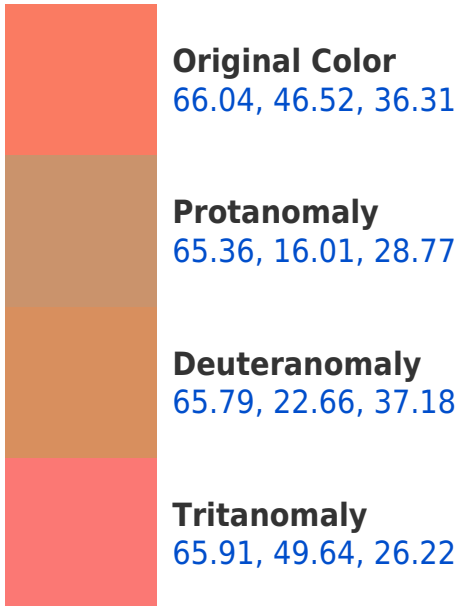 Original Color
66.04, 46.52, 36.31
Protanomaly
65.36, 16.01, 28.77
Deuteranomaly
65.79, 22.66, 37.18
Tritanomaly
65.91, 49.64, 26.22